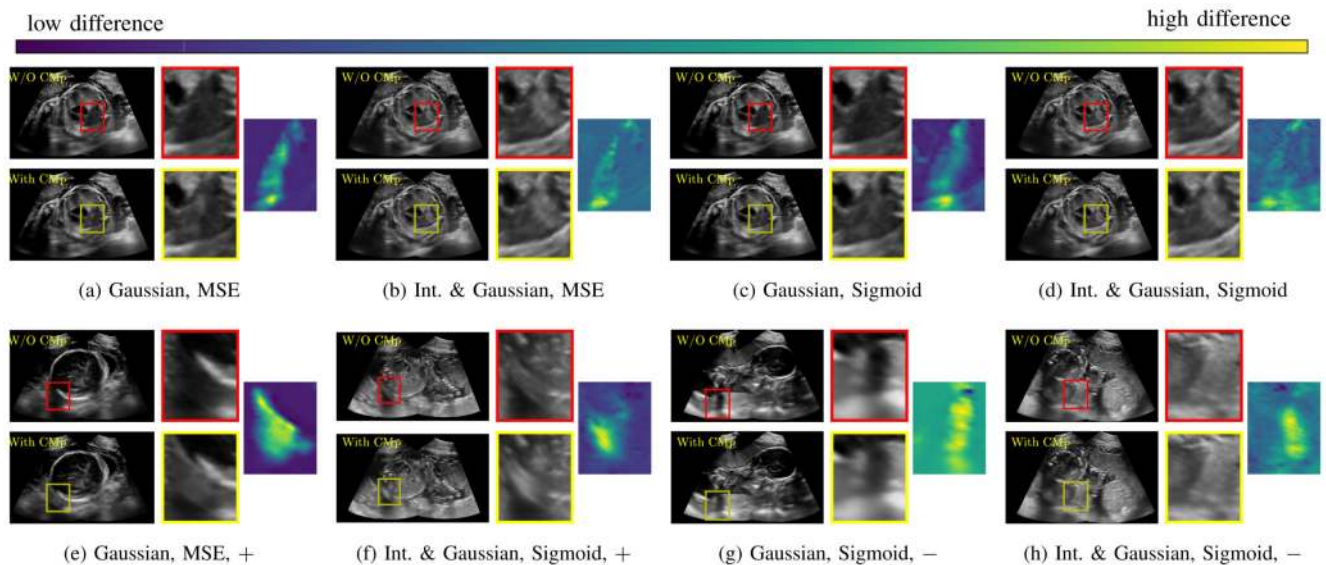 low difference
high difference
W/O CMp
W/O CMp
W/O CMp
W/O CMp
With CMp
With CMp
With CMp
With CMp
(a) Gaussian, MSE
(b) Int. & Gaussian, MSE
(c) Gaussian, Sigmoid
(d) Int. & Gaussian, Sigmoid
W/O CMp
W/O CMp
W/O CMp
W/O CMp
With CMp
With CMp
With CMp
With CMp
(e) Gaussian, MSE, +
(f) Int. & Gaussian, Sigmoid, +
(g) Gaussian, Sigmoid, −
(h) Int. & Gaussian, Sigmoid, −